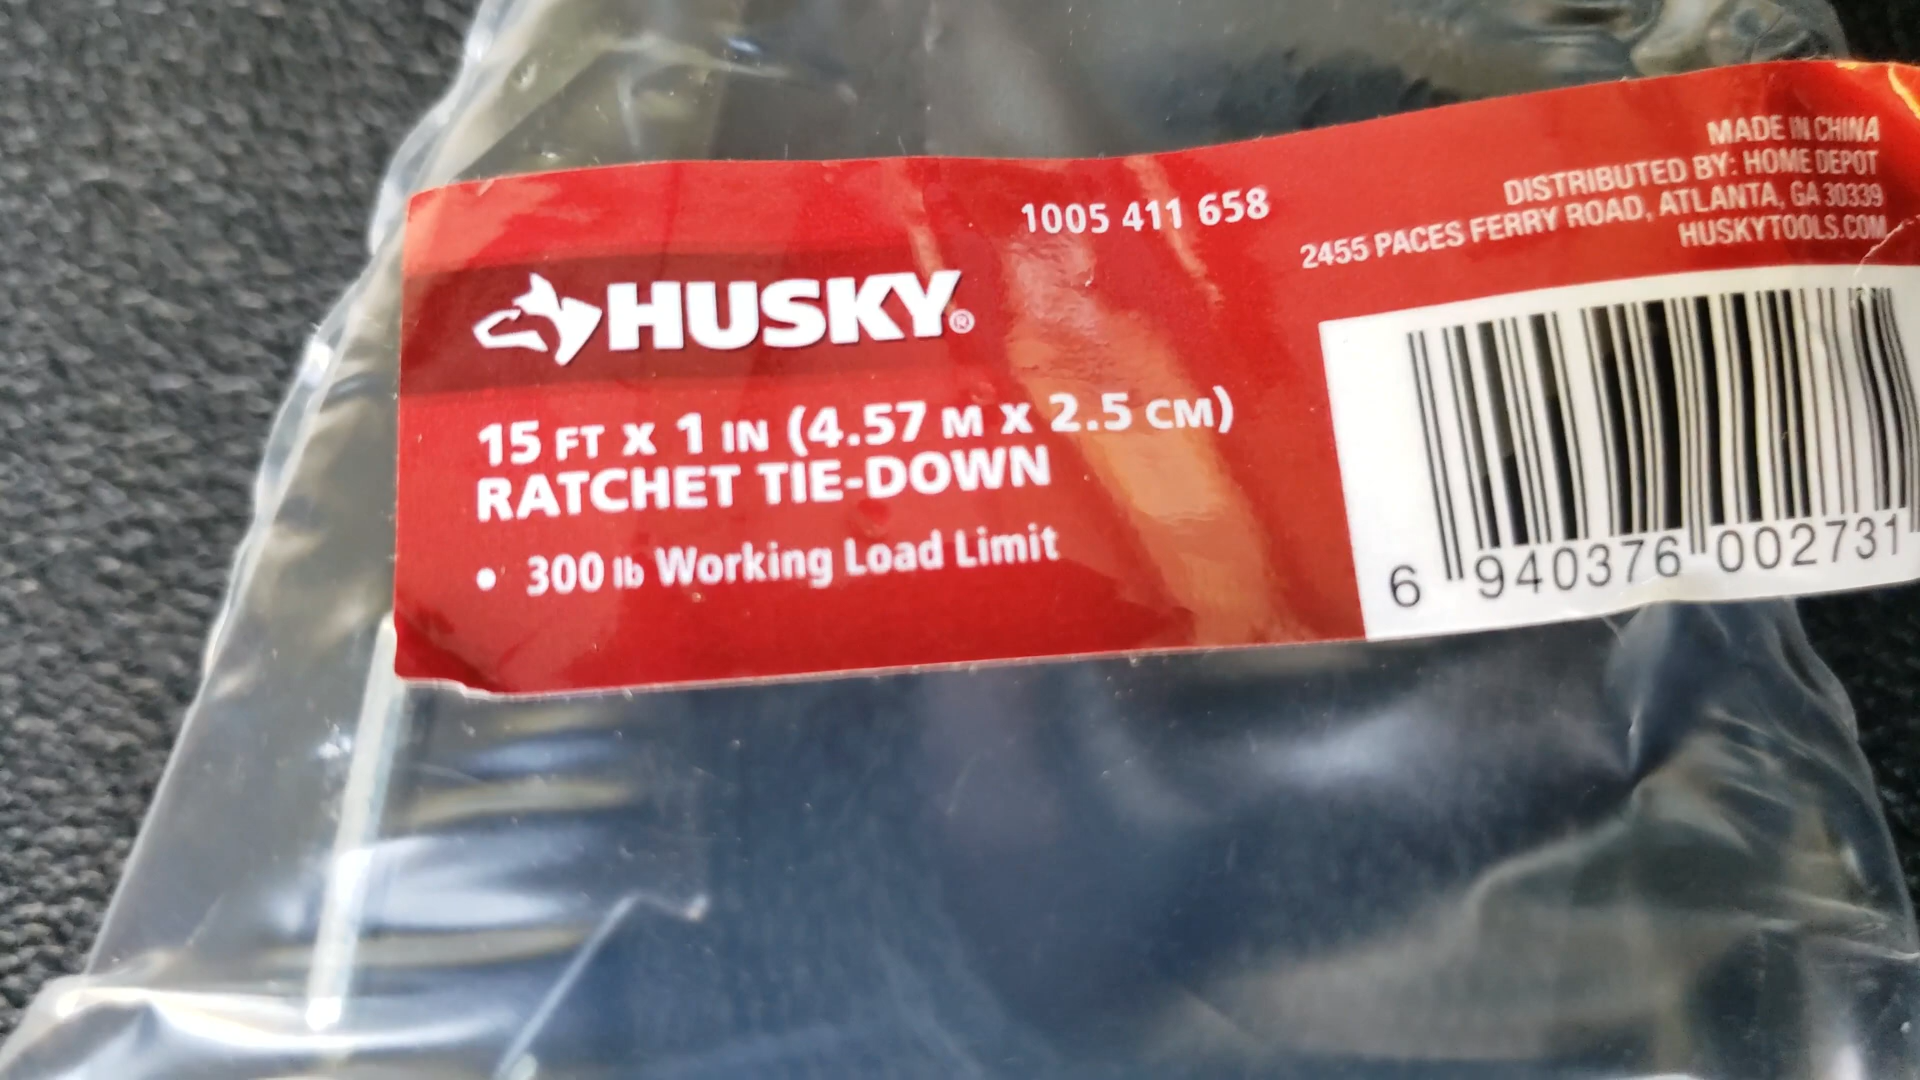 1005 411 658
MADE IN CHINA
DISTRIBUTED BY: HOME DEPOT
2455 PACES FERRY ROAD, ATLANTA, GA 30339
HUSKYTOOLS.COM
HUSKY®
15 FT X 1 IN (4.57 M X 2.5 CM)
RATCHET TIE-DOWN
• 300 lb Working Load Limit
6 940376 002731